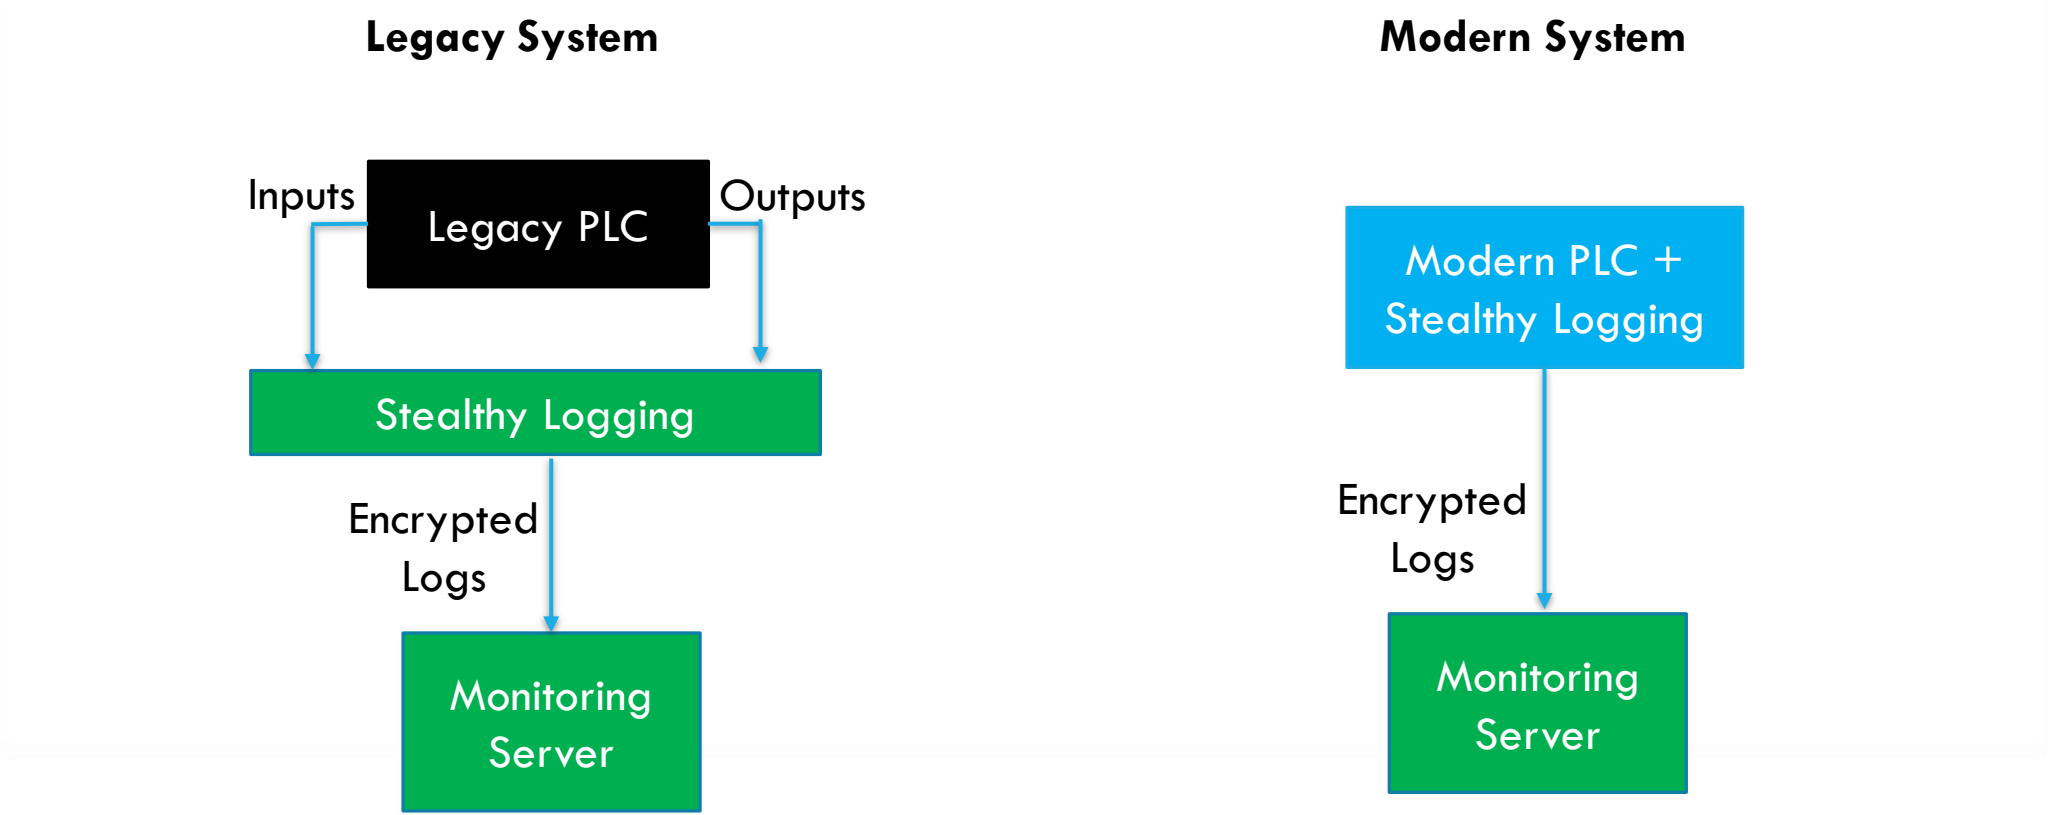 Legacy System
Inputs
Legacy PLC
Outputs
Stealthy Logging
Encrypted
Logs
Monitoring
Server
Modern System
Modern PLC +
Stealthy Logging
Encrypted
Logs
Monitoring
Server